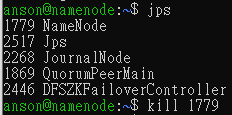 anson@namenode:~$ jps
1779 NameNode
2517 Jps
2268 JournalNode
1869 QuorumPeerMain
2446 DFSZKFailoverController
anson@namenode:~$ kill 1779